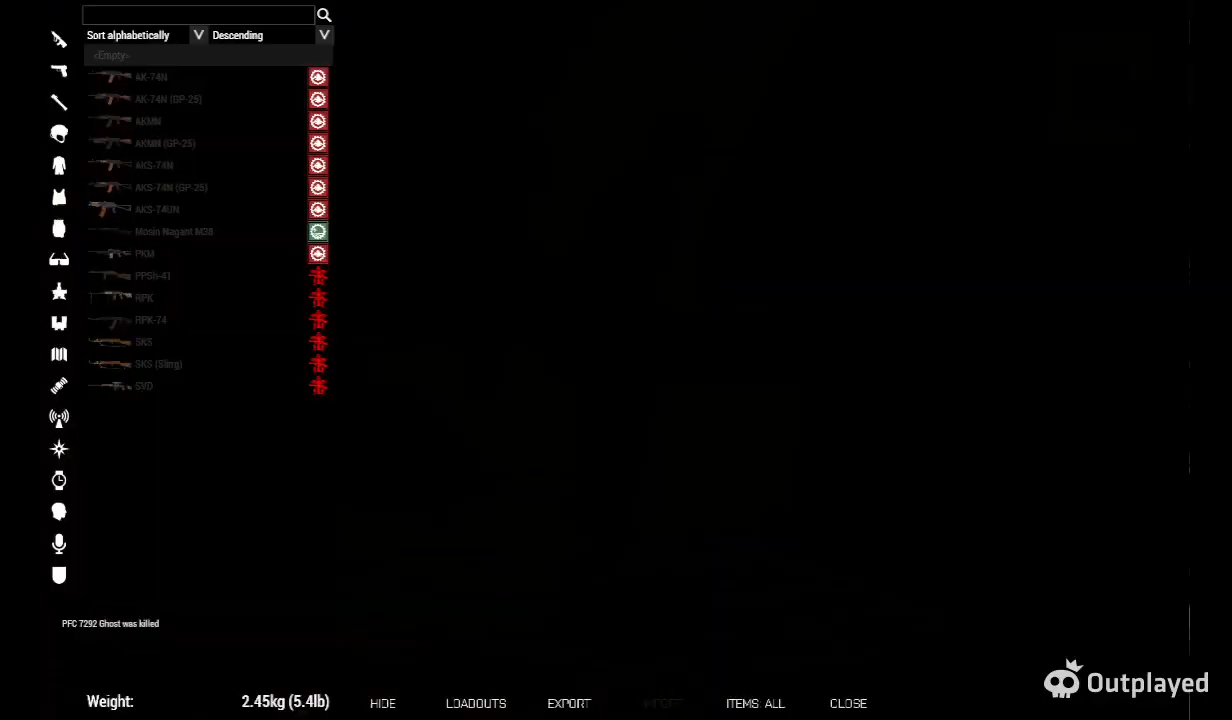 Sort alphabetically Descending
<Empty>
AK-74N
AK-74N (GP-25)
AKMN
AKMN (GP-25)
AKS-74N
AKS-74N (GP-25)
AKS-74UN
Mosin Nagant M38
PKM
PPSh-41
RPK
RPK-74
SKS
SKS (Sling)
SVD
PFC 7292 Ghost was killed
Weight: 2.45kg (5.4lb) HIDE LOADOUTS EXPORT IMPORT ITEMS: ALL CLOSE
Outplayed